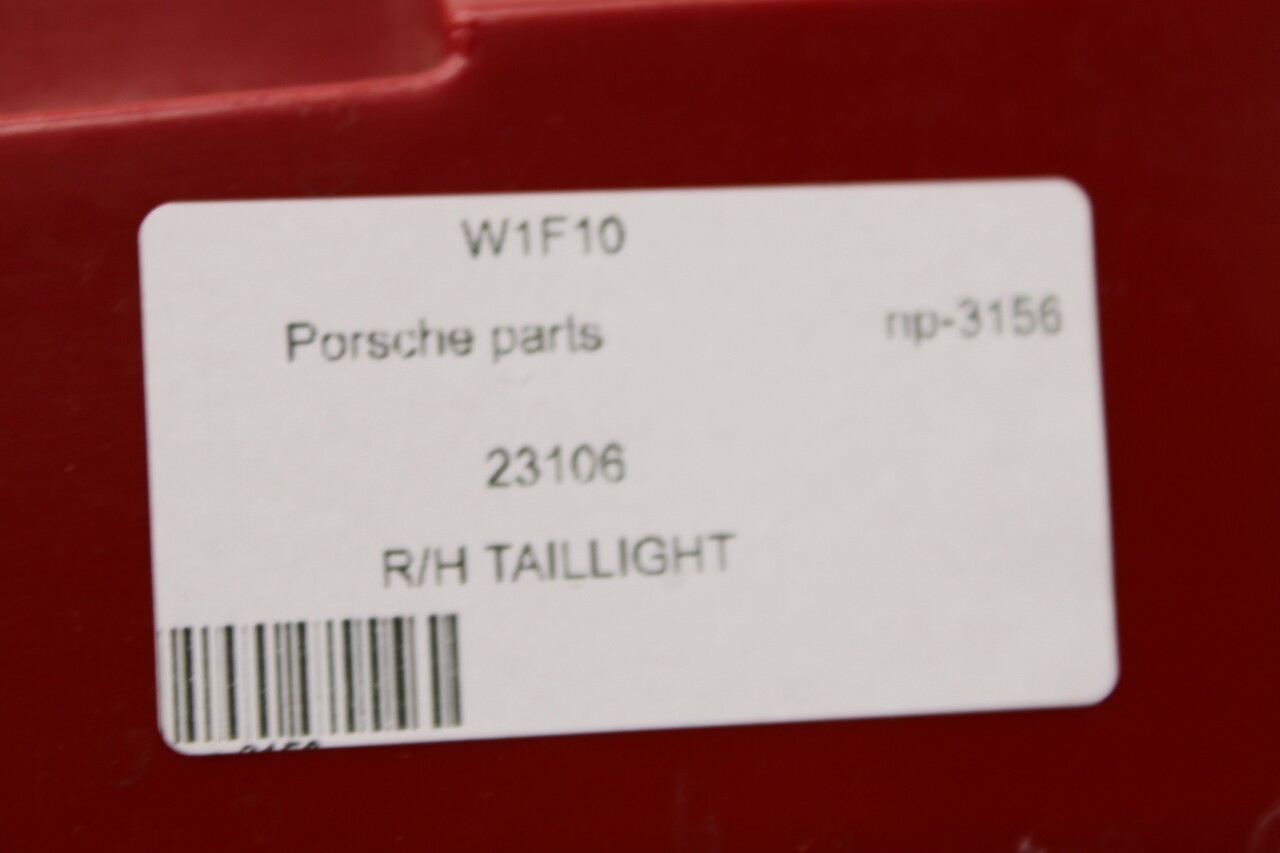 W1F10
Porsche parts np-3156
23106
R/H TAILLIGHT